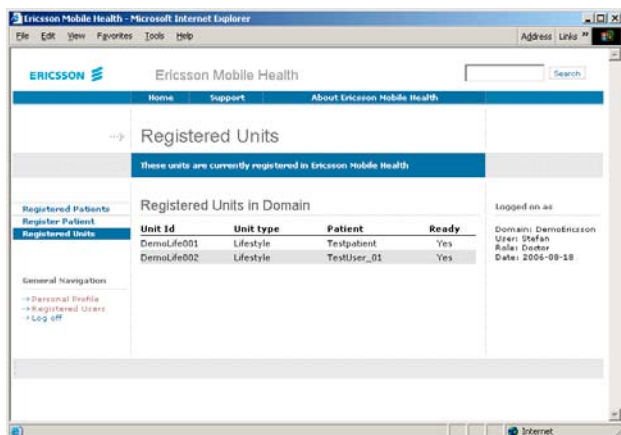 Ericsson Mobile Health - Microsoft Internet Explorer
File Edit View Favorites Tools Help Address Links »
ERICSSON Ericsson Mobile Health Search
Home Support About Ericsson Mobile Health
Registered Units
These units are currently registered in Ericsson Mobile Health
Registered Patients
Register Patient
Registered Units
General Navigation
Personal Profile
Registered Users
Log off
Registered Units in Domain
Unit Id Unit type Patient Ready
DemoLife001 Lifestyle Testpatient Yes
DemoLife002 Lifestyle TestUser_01 Yes
Logged on as
Domain: DemoEricsson
User: Stefan
Role: Doctor
Date: 2006-08-18
Internet